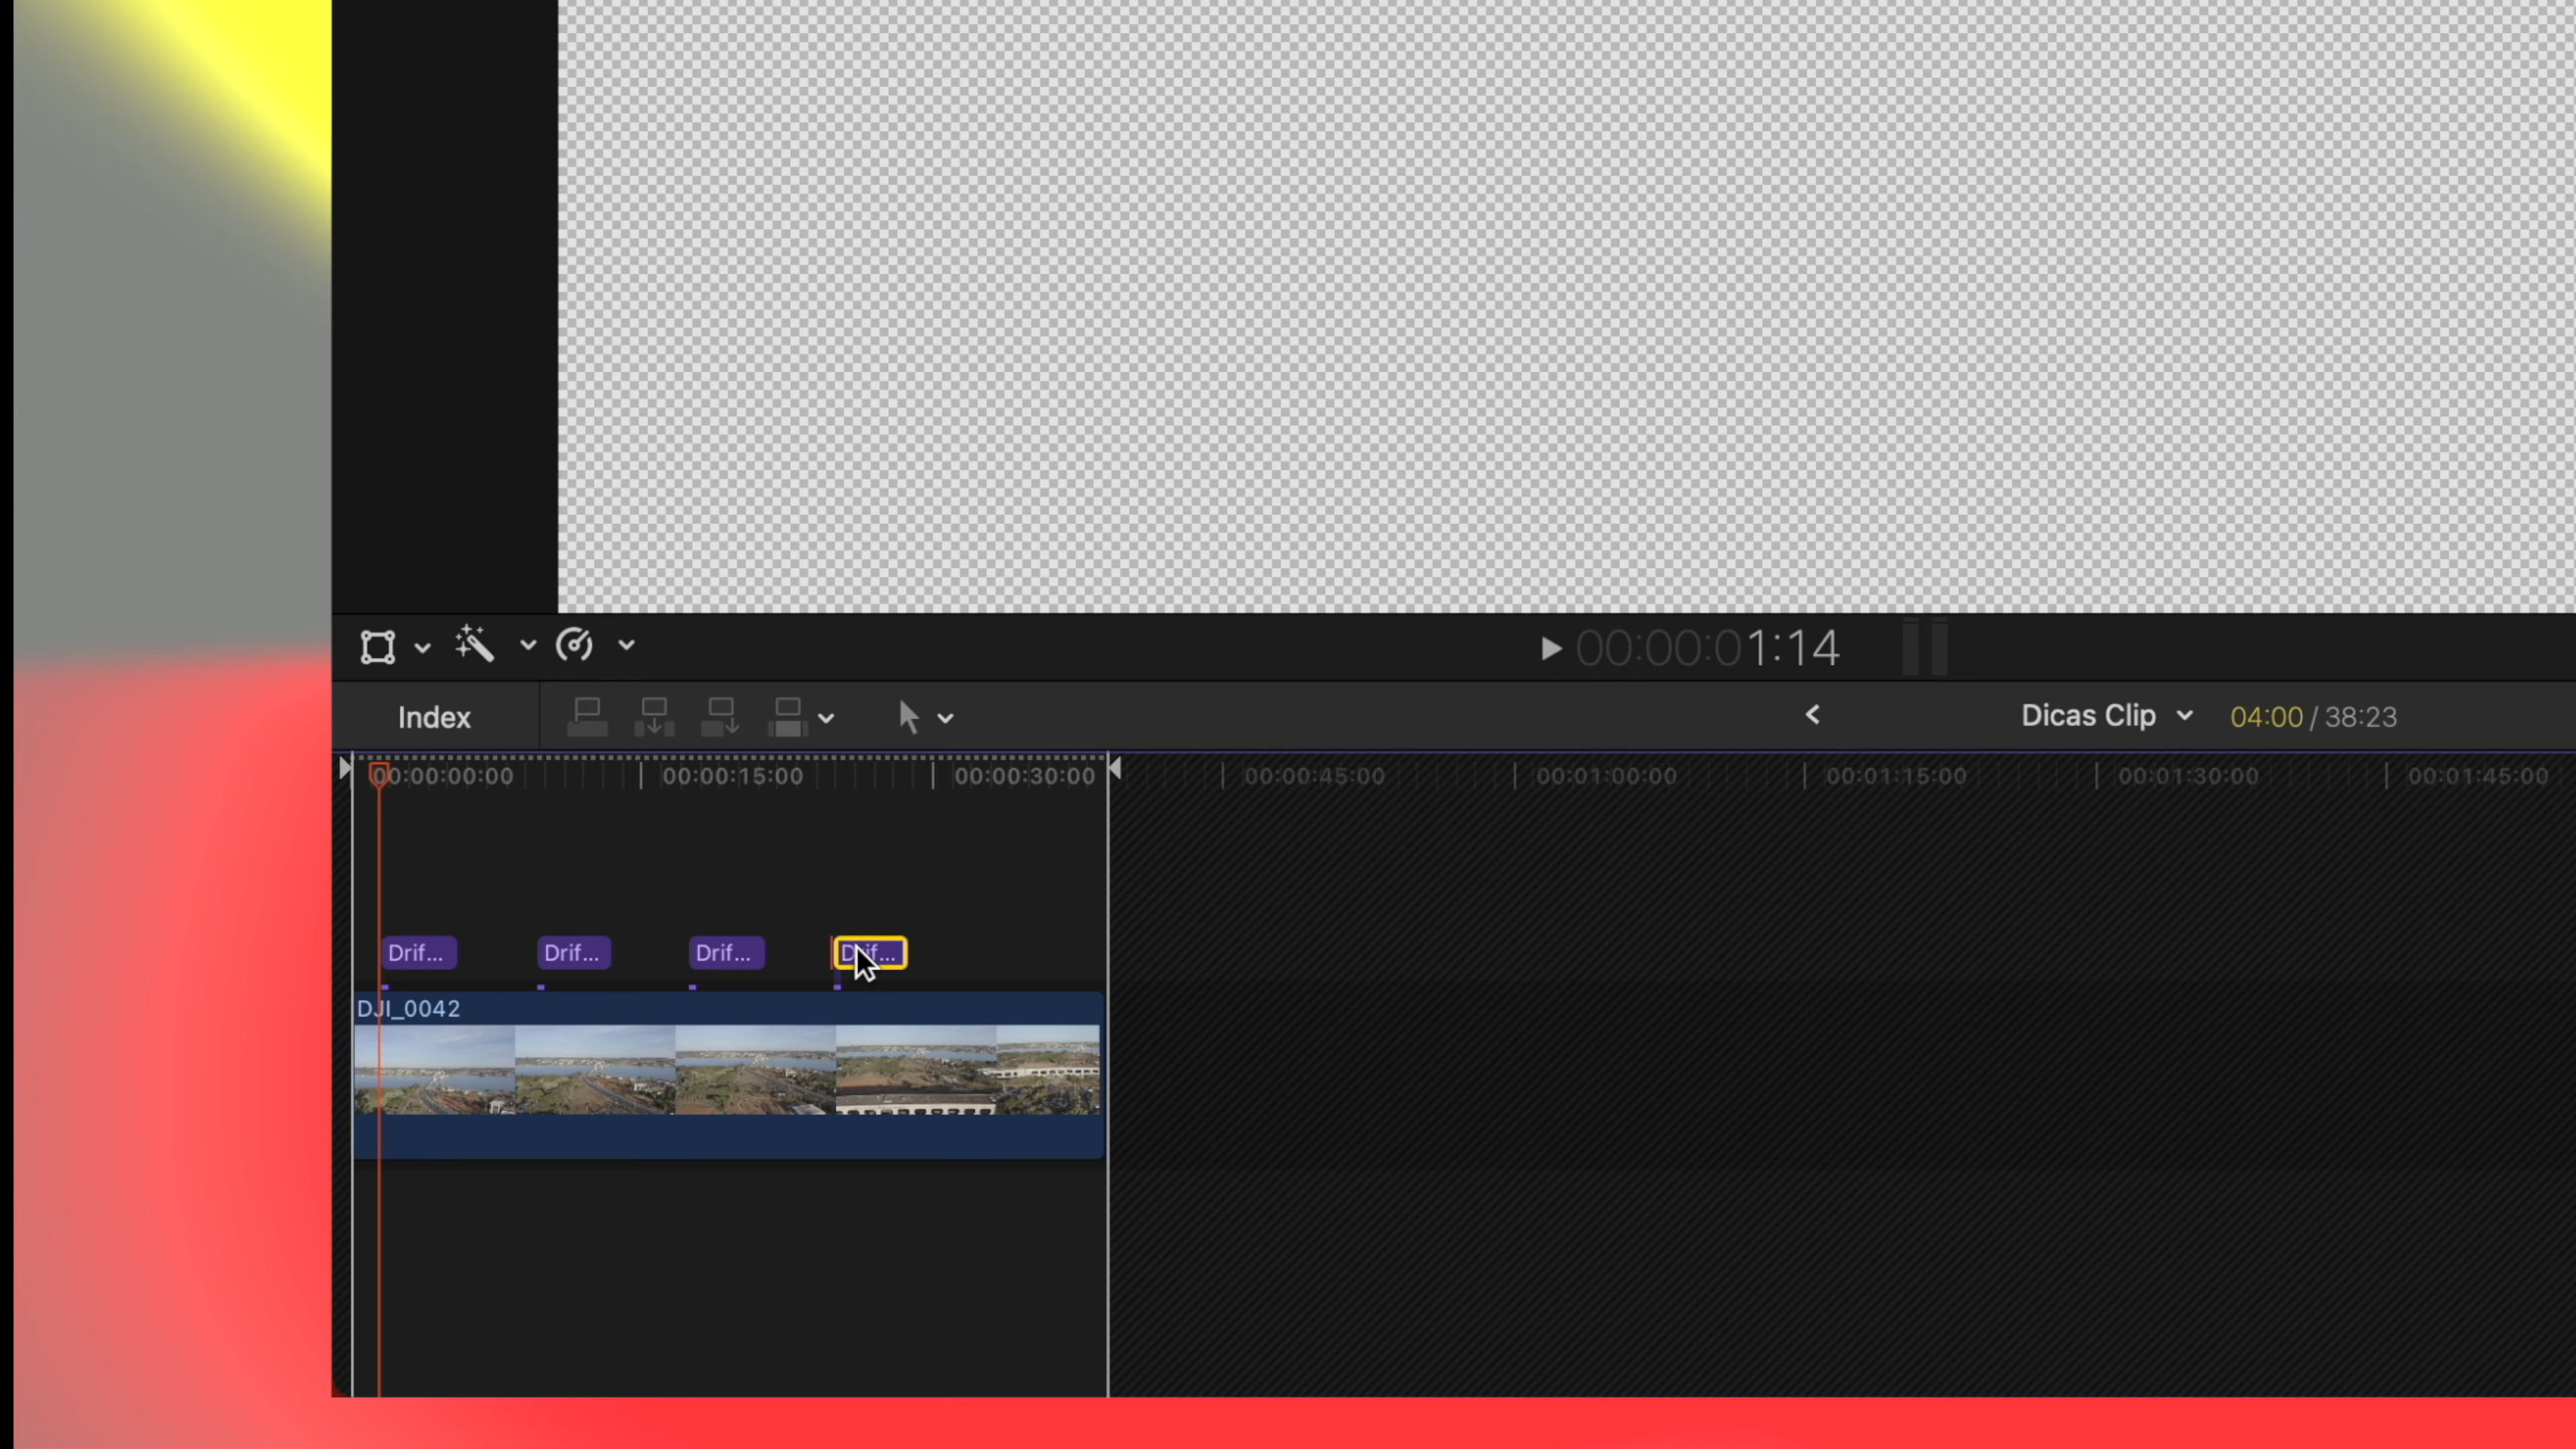 00:00:01:14
Index
Dicas Clip
04:00 / 38:23
00:00:00:00
00:00:15:00
00:00:30:00
00:00:45:00
00:01:00:00
00:01:15:00
00:01:30:00
00:01:45:00
Drif...
Drif...
Drif...
Drif...
DJI_0042